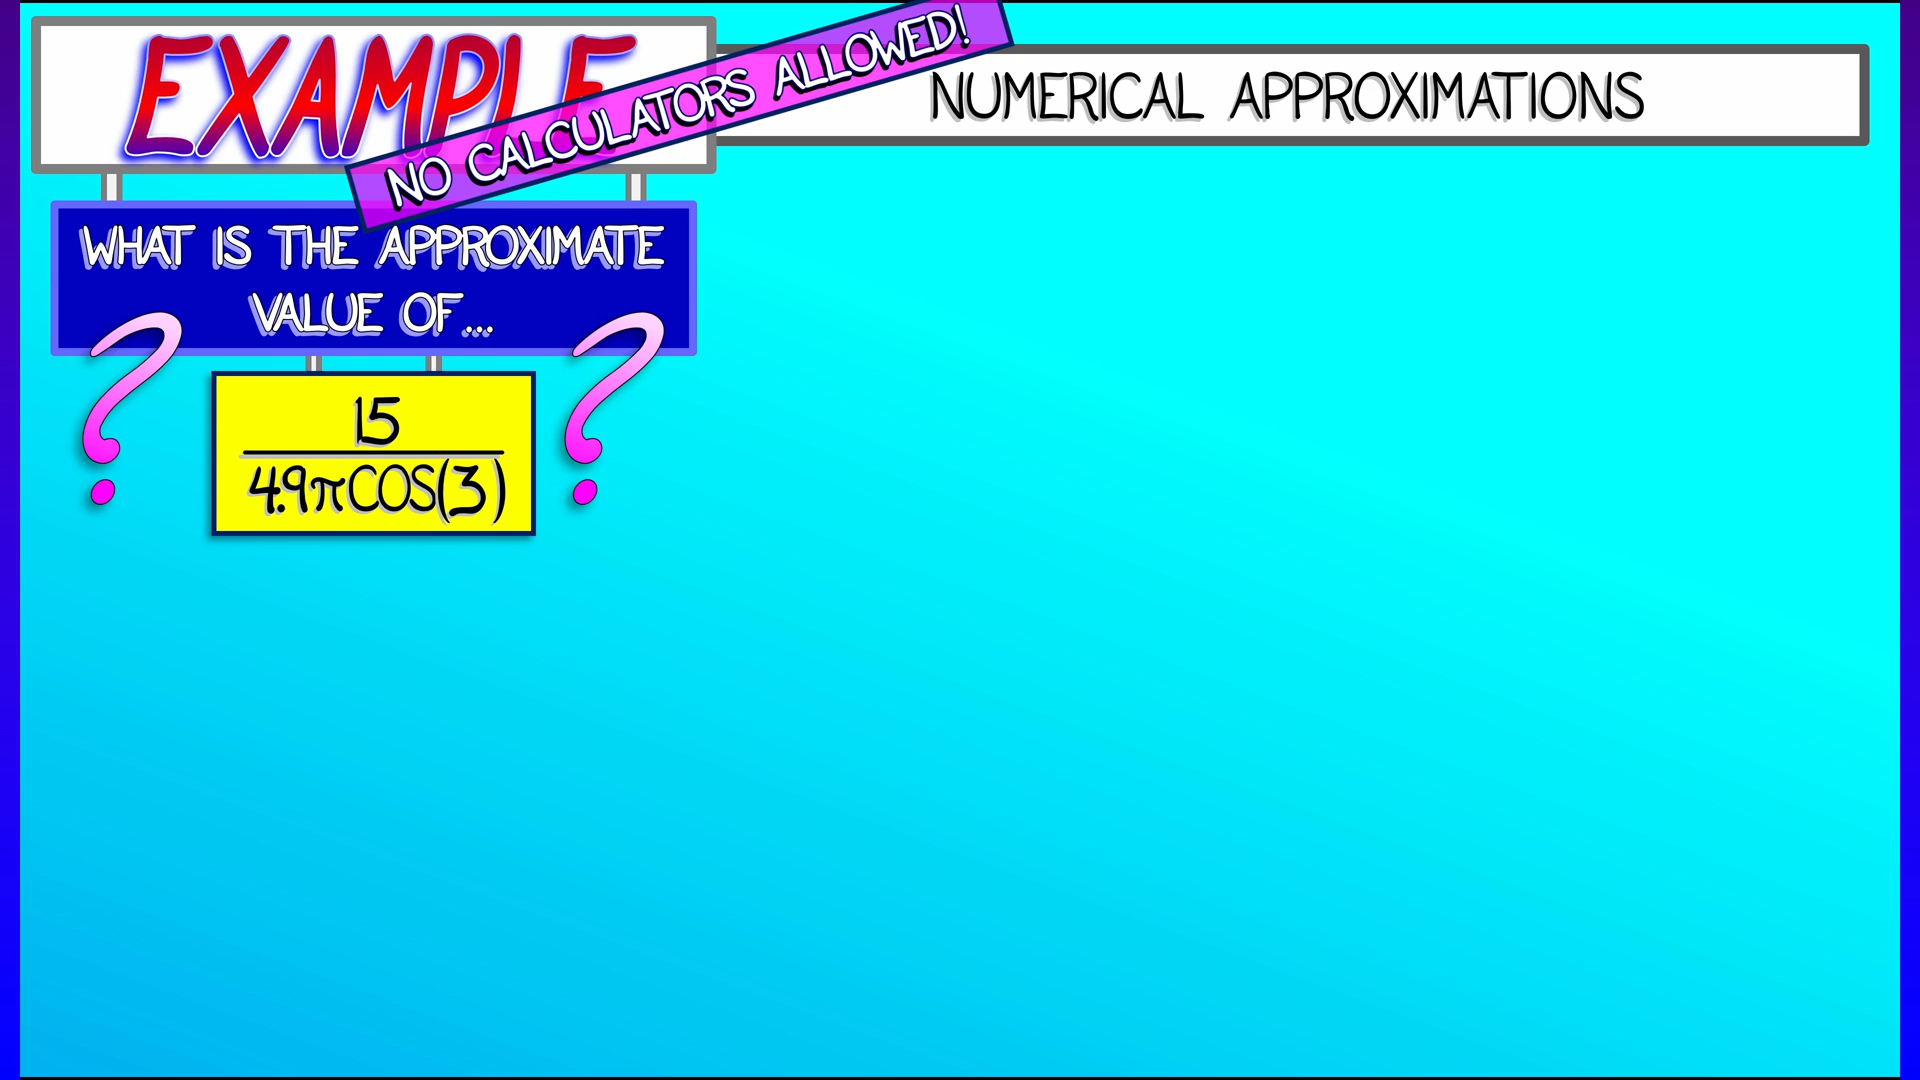 EXAMPLE
NO CALCULATORS ALLOWED!
NUMERICAL APPROXIMATIONS
WHAT IS THE APPROXIMATE
VALUE OF...
? ?
15
4.9πCOS(3)